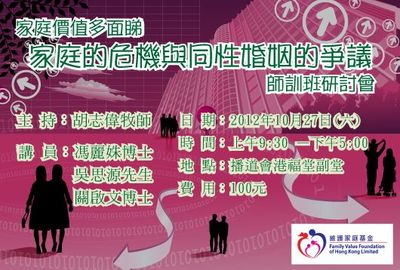 家庭價值多面睇
家庭的危機與同性婚姻的爭議
師訓班研討會
主 持：胡志偉牧師
講 員：馮麗姝博士
吳思源先生
關啟文博士
日 期：2012年10月27日(六)
時 間：上午9:30 一下午5:00
地 點：播道會港福堂副堂
費 用：100元
維護家庭基金
Family Value Foundation
of Hong Kong Limited